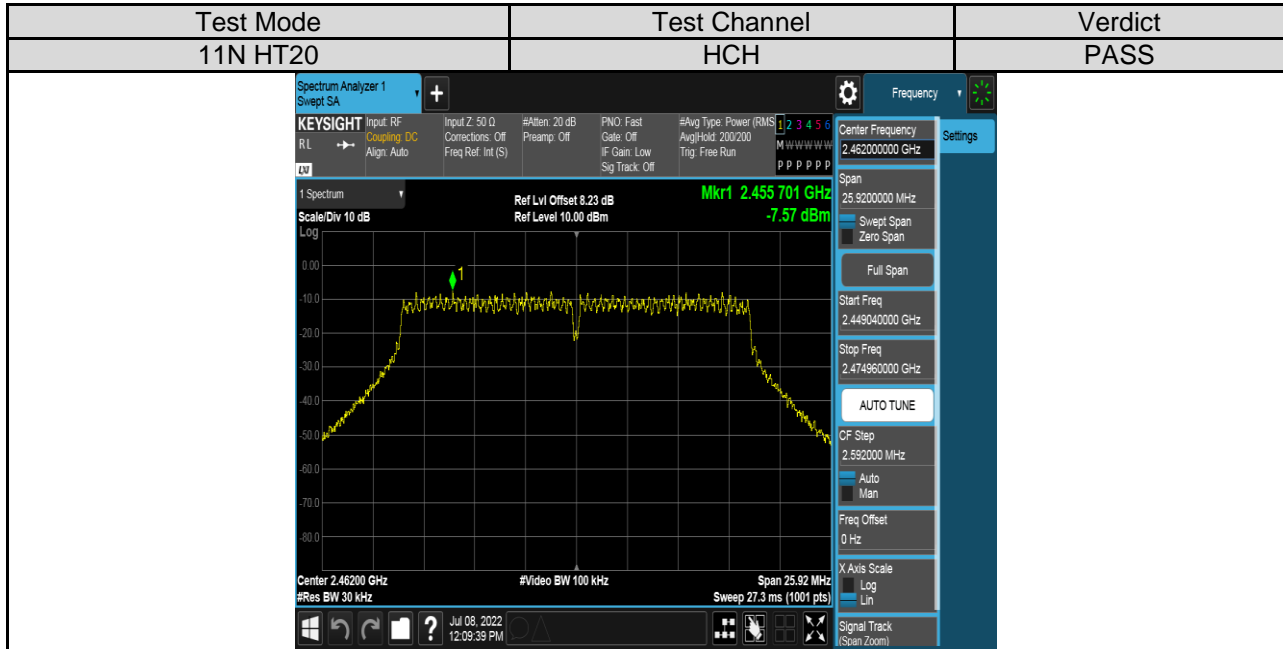 Test Mode Test Channel Verdict
11N HT20 HCH PASS
Spectrum Analyzer 1
Swept SA
+
Frequency
KEYSIGHT
RL
LXI
Input: RF
Coupling: DC
Align: Auto
Input Z: 50 Ω
Corrections: Off
Freq Ref: Int (S)
#Atten: 20 dB
Preamp: Off
PNO: Fast
Gate: Off
IF Gain: Low
Sig Track: Off
#Avg Type: Power (RMS
Avg|Hold: 200/200
Trig: Free Run
1 2 3 4 5 6
M W W W W W
P P P P P P
1 Spectrum
Scale/Div 10 dB
Log
Ref Lvl Offset 8.23 dB
Ref Level 10.00 dBm
Mkr1 2.455 701 GHz
-7.57 dBm
1
0.00
-10.0
-20.0
-30.0
-40.0
-50.0
-60.0
-70.0
-80.0
Center 2.46200 GHz
#Res BW 30 kHz
#Video BW 100 kHz
Span 25.92 MHz
Sweep 27.3 ms (1001 pts)
?
Jul 08, 2022
12:09:39 PM
Center Frequency
2.462000000 GHz
Settings
Span
25.9200000 MHz
Swept Span
Zero Span
Full Span
Start Freq
2.449040000 GHz
Stop Freq
2.474960000 GHz
AUTO TUNE
CF Step
2.592000 MHz
Auto
Man
Freq Offset
0 Hz
X Axis Scale
Log
Lin
Signal Track
(Span Zoom)